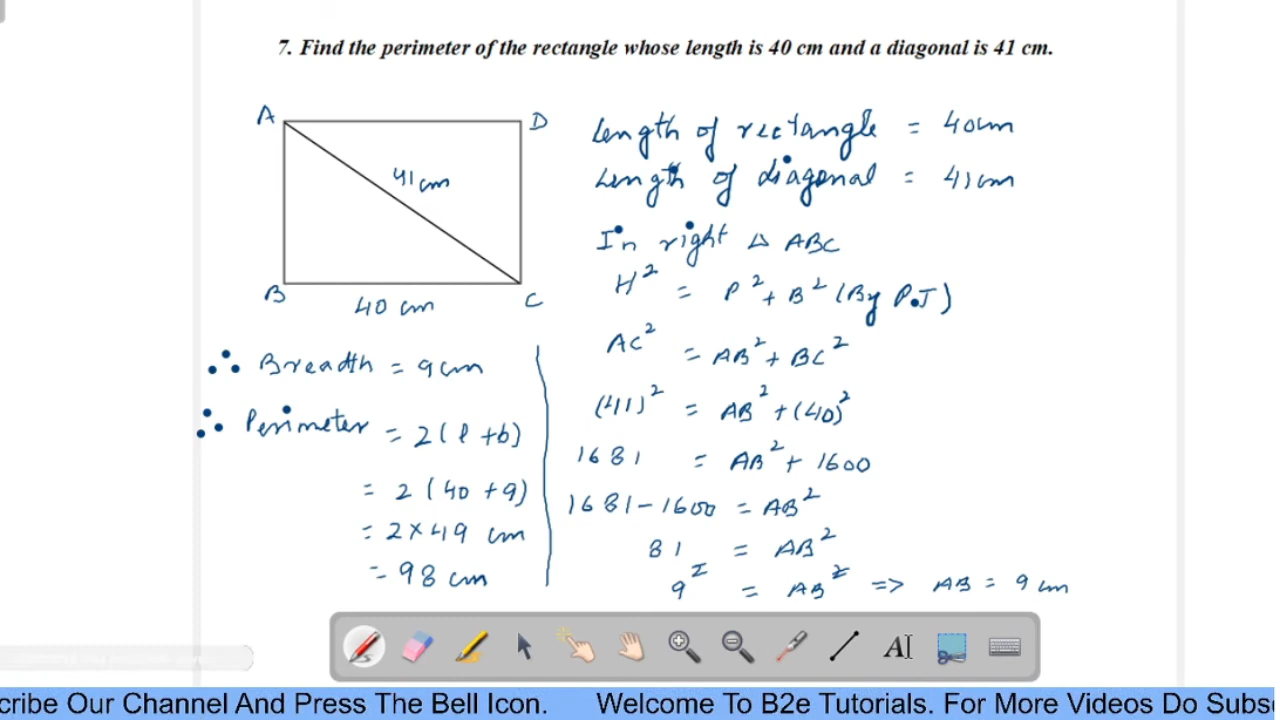 7. Find the perimeter of the rectangle whose length is 40 cm and a diagonal is 41 cm.
A
D
41 cm
B
40 cm
C
Length of rectangle = 40cm
Length of diagonal = 41cm
In right △ ABC
H² = P² + B² (By P.T)
AC² = AB² + BC²
(41)² = AB² + (40)²
1681 = AB² + 1600
1681 - 1600 = AB²
81 = AB²
9² = AB² => AB = 9 cm
∴ Breadth = 9cm
∴ Perimeter = 2(l + b)
= 2 (40 + 9)
= 2 × 49 cm
= 98 cm
AI
cribe Our Channel And Press The Bell Icon. Welcome To B2e Tutorials. For More Videos Do Subs